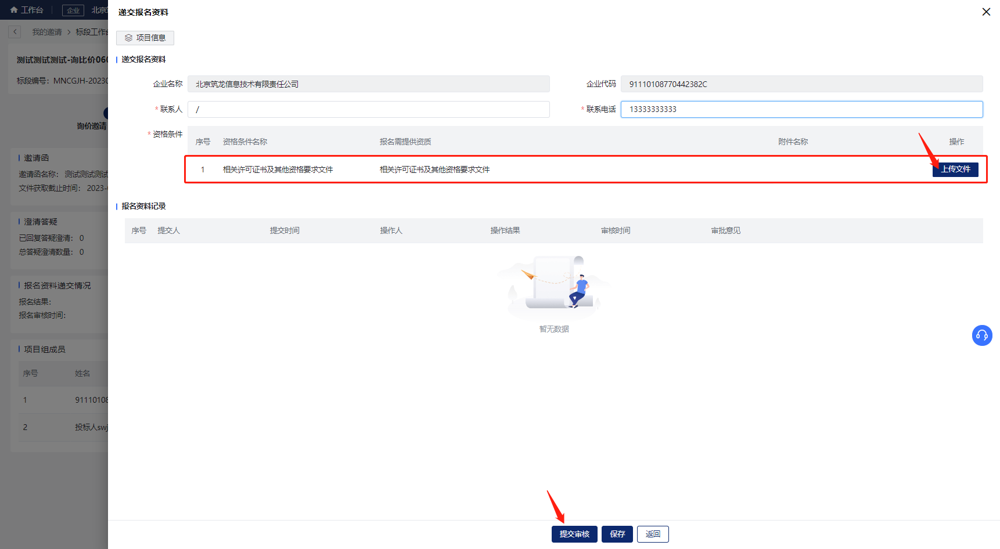 工作台 企业 北京
我的邀请 > 标段工作台
测试测试测试-询比价060
标段编号：MNCGJH-20230
询价邀请
邀请函
邀请函名称： 测试测试测试
文件获取截止时间： 2023-
澄清答疑
已回复答疑澄清： 0
总答疑澄清数量： 0
报名资料递交情况
报名结果：
报名审核时间：
项目组成员
序号 姓名
1 9111010
2 投标人swj
递交报名资料
项目信息
递交报名资料
企业名称 北京筑龙信息技术有限责任公司 企业代码 91110108770442382C
* 联系人 / * 联系电话 13333333333
* 资格条件
序号 资格条件名称 报名需提供资质 附件名称 操作
1 相关许可证书及其他资格要求文件 相关许可证书及其他资格要求文件 上传文件
报名资料记录
序号 提交人 提交时间 操作人 操作结果 审核时间 审批意见
暂无数据
提交审核 保存 返回